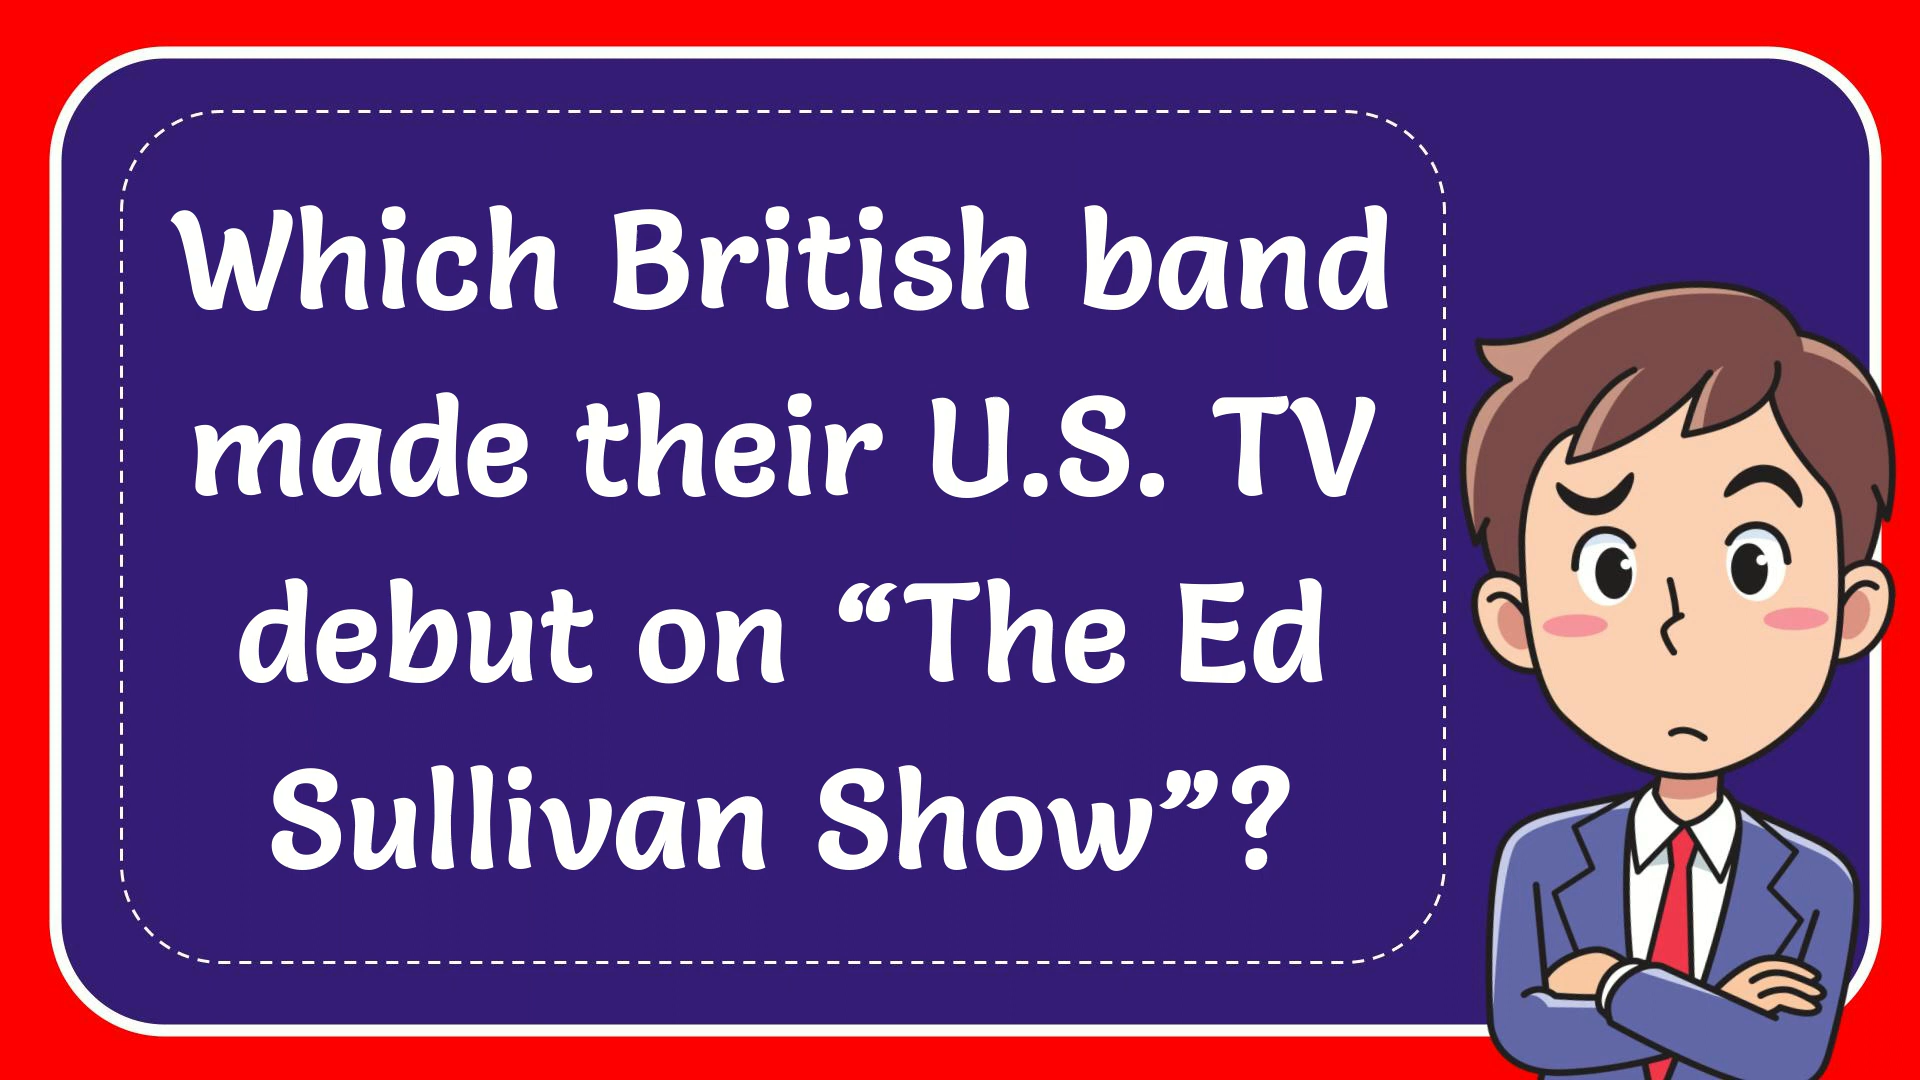 Which British band
made their U.S. TV
debut on “The Ed
Sullivan Show”?